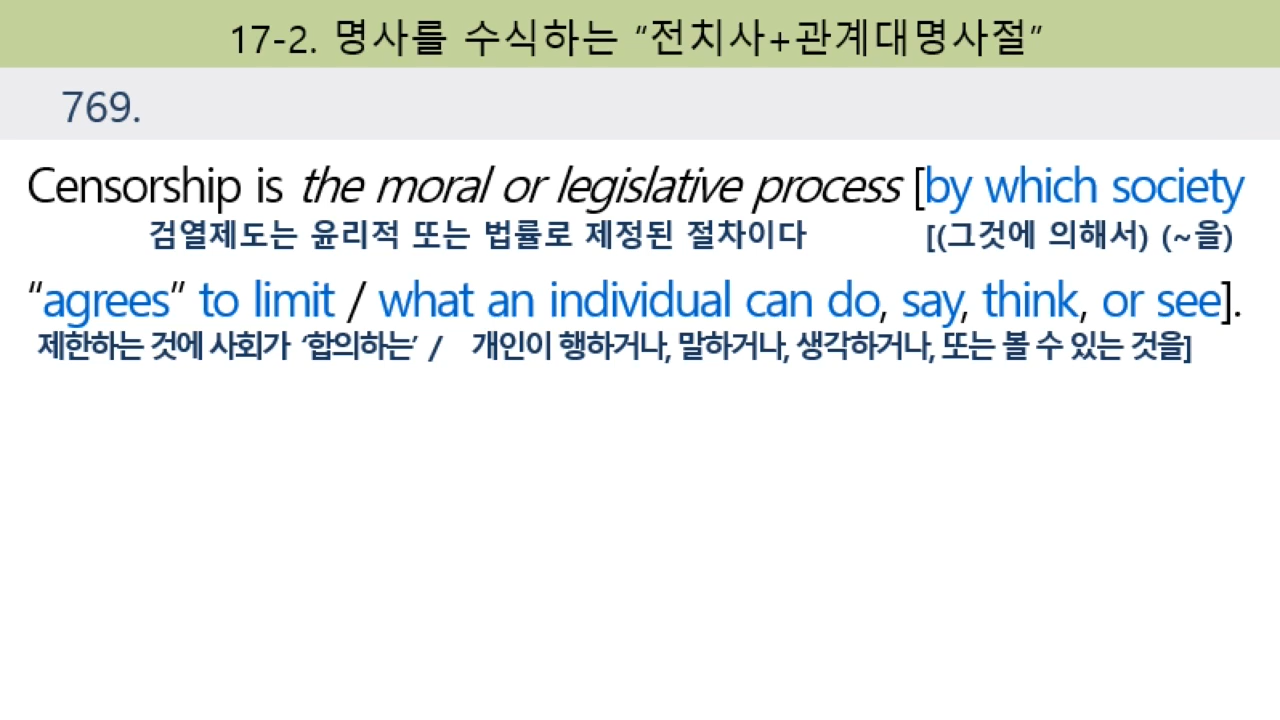 17-2. 명사를 수식하는 “전치사+관계대명사절”
769.
Censorship is the moral or legislative process [by which society
검열제도는 윤리적 또는 법률로 제정된 절차이다 [(그것에 의해서) (~을)
“agrees” to limit / what an individual can do, say, think, or see].
제한하는 것에 사회가 ‘합의하는’ / 개인이 행하거나, 말하거나, 생각하거나, 또는 볼 수 있는 것을]